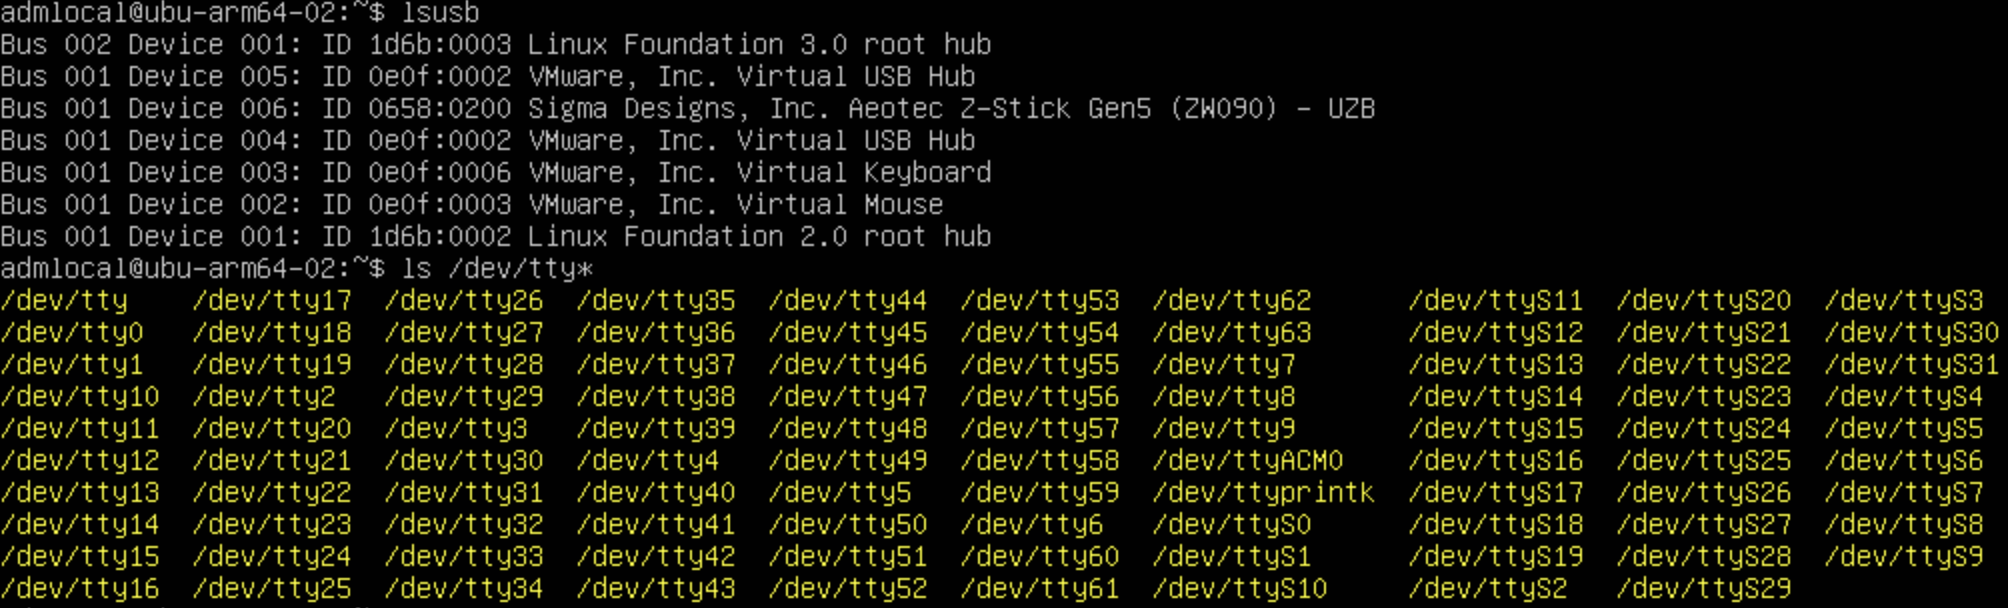 admlocal@ubu-arm64-02:~$ lsusb
Bus 002 Device 001: ID 1d6b:0003 Linux Foundation 3.0 root hub
Bus 001 Device 005: ID 0e0f:0002 VMware, Inc. Virtual USB Hub
Bus 001 Device 006: ID 0658:0200 Sigma Designs, Inc. Aeotec Z-Stick Gen5 (ZW090) - UZB
Bus 001 Device 004: ID 0e0f:0002 VMware, Inc. Virtual USB Hub
Bus 001 Device 003: ID 0e0f:0006 VMware, Inc. Virtual Keyboard
Bus 001 Device 002: ID 0e0f:0003 VMware, Inc. Virtual Mouse
Bus 001 Device 001: ID 1d6b:0002 Linux Foundation 2.0 root hub
admlocal@ubu-arm64-02:~$ ls /dev/tty*
/dev/tty /dev/tty17 /dev/tty26 /dev/tty35 /dev/tty44 /dev/tty53 /dev/tty62 /dev/ttyS11 /dev/ttyS20 /dev/ttyS3
/dev/tty0 /dev/tty18 /dev/tty27 /dev/tty36 /dev/tty45 /dev/tty54 /dev/tty63 /dev/ttyS12 /dev/ttyS21 /dev/ttyS30
/dev/tty1 /dev/tty19 /dev/tty28 /dev/tty37 /dev/tty46 /dev/tty55 /dev/tty7 /dev/ttyS13 /dev/ttyS22 /dev/ttyS31
/dev/tty10 /dev/tty2 /dev/tty29 /dev/tty38 /dev/tty47 /dev/tty56 /dev/tty8 /dev/ttyS14 /dev/ttyS23 /dev/ttyS4
/dev/tty11 /dev/tty20 /dev/tty3 /dev/tty39 /dev/tty48 /dev/tty57 /dev/tty9 /dev/ttyS15 /dev/ttyS24 /dev/ttyS5
/dev/tty12 /dev/tty21 /dev/tty30 /dev/tty4 /dev/tty49 /dev/tty58 /dev/ttyACM0 /dev/ttyS16 /dev/ttyS25 /dev/ttyS6
/dev/tty13 /dev/tty22 /dev/tty31 /dev/tty40 /dev/tty5 /dev/tty59 /dev/ttyprintk /dev/ttyS17 /dev/ttyS26 /dev/ttyS7
/dev/tty14 /dev/tty23 /dev/tty32 /dev/tty41 /dev/tty50 /dev/tty6 /dev/ttyS0 /dev/ttyS18 /dev/ttyS27 /dev/ttyS8
/dev/tty15 /dev/tty24 /dev/tty33 /dev/tty42 /dev/tty51 /dev/tty60 /dev/ttyS1 /dev/ttyS19 /dev/ttyS28 /dev/ttyS9
/dev/tty16 /dev/tty25 /dev/tty34 /dev/tty43 /dev/tty52 /dev/tty61 /dev/ttyS10 /dev/ttyS2 /dev/ttyS29